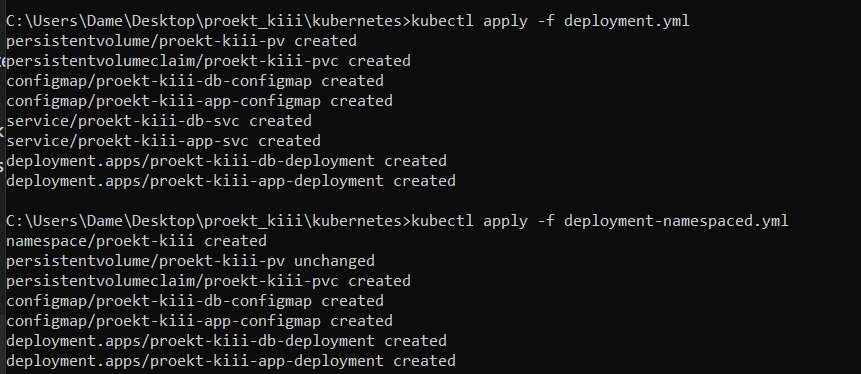 C:\Users\Dame\Desktop\proekt_kiii\kubernetes>kubectl apply -f deployment.yml
persistentvolume/proekt-kiii-pv created
persistentvolumeclaim/proekt-kiii-pvc created
configmap/proekt-kiii-db-configmap created
configmap/proekt-kiii-app-configmap created
service/proekt-kiii-db-svc created
service/proekt-kiii-app-svc created
deployment.apps/proekt-kiii-db-deployment created
deployment.apps/proekt-kiii-app-deployment created
C:\Users\Dame\Desktop\proekt_kiii\kubernetes>kubectl apply -f deployment-namespaced.yml
namespace/proekt-kiii created
persistentvolume/proekt-kiii-pv unchanged
persistentvolumeclaim/proekt-kiii-pvc created
configmap/proekt-kiii-db-configmap created
configmap/proekt-kiii-app-configmap created
deployment.apps/proekt-kiii-db-deployment created
deployment.apps/proekt-kiii-app-deployment created